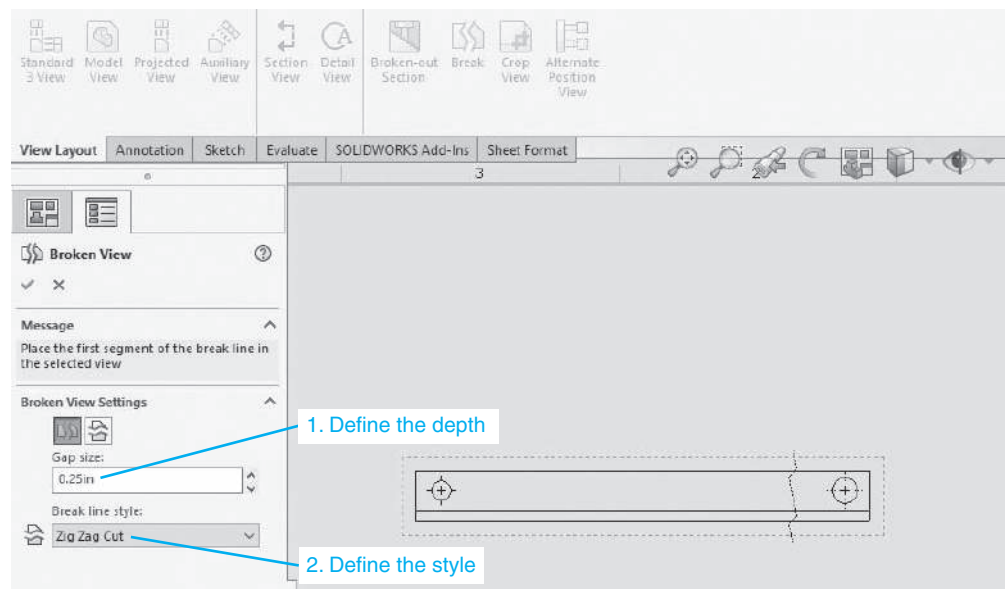 Standard Model Projected Auxiliary Section Detail Broken-out Break Crop Alternate
3 View View View View View View Section View Position
View
View Layout Annotation Sketch Evaluate SOLIDWORKS Add-Ins Sheet Format
3
2
Broken View
Message
Place the first segment of the break line in
the selected view
Broken View Settings
1. Define the depth
Gap size:
0.25in
Break line style:
Zig Zag Cut
2. Define the style